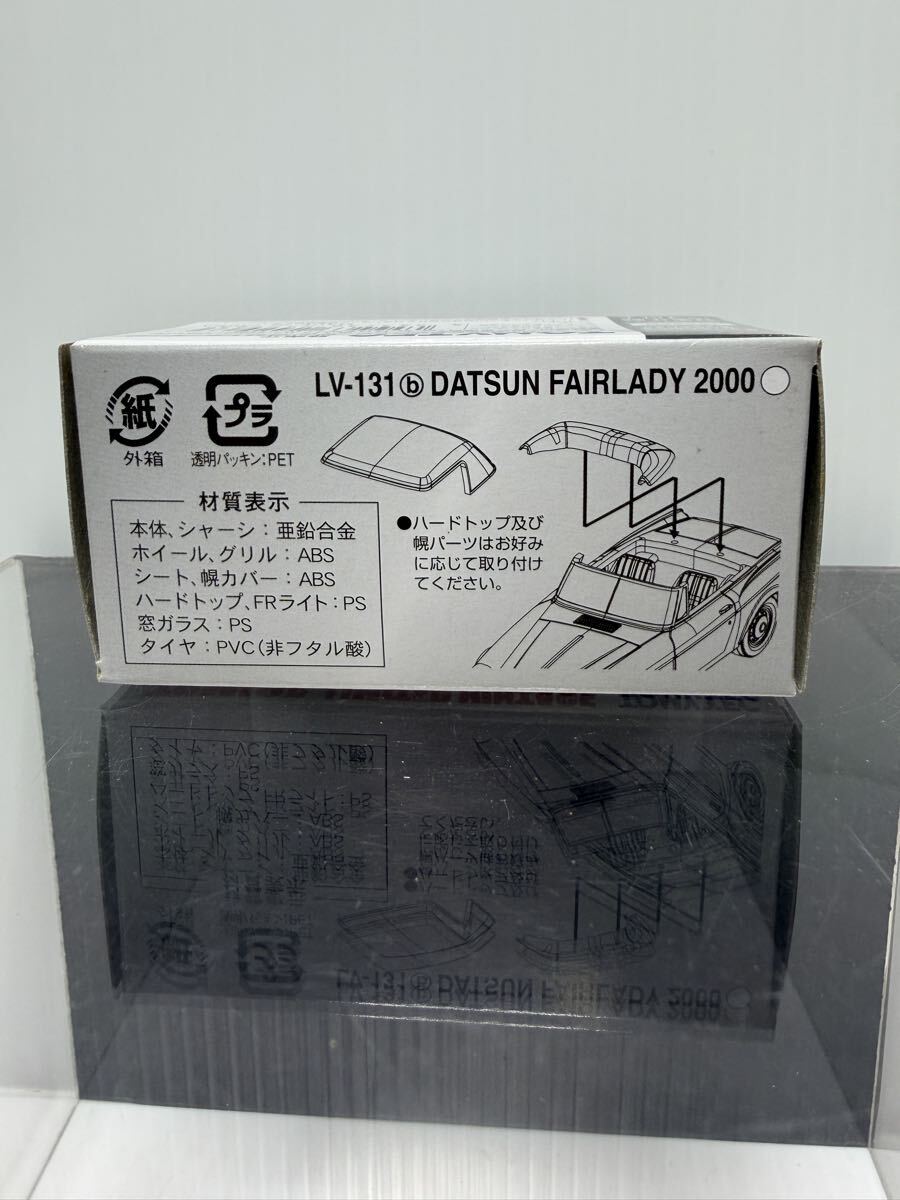 LV-131ⓑ DATSUN FAIRLADY 2000
紙
外箱
プラ
透明パッキン:PET
材質表示
本体、シャーシ:亜鉛合金
ホイール、グリル:ABS
シート、幌カバー:ABS
ハードトップ、FRライト:PS
窓ガラス:PS
タイヤ:PVC(非フタル酸)
●ハードトップ及び
幌パーツはお好み
に応じて取り付け
てください。